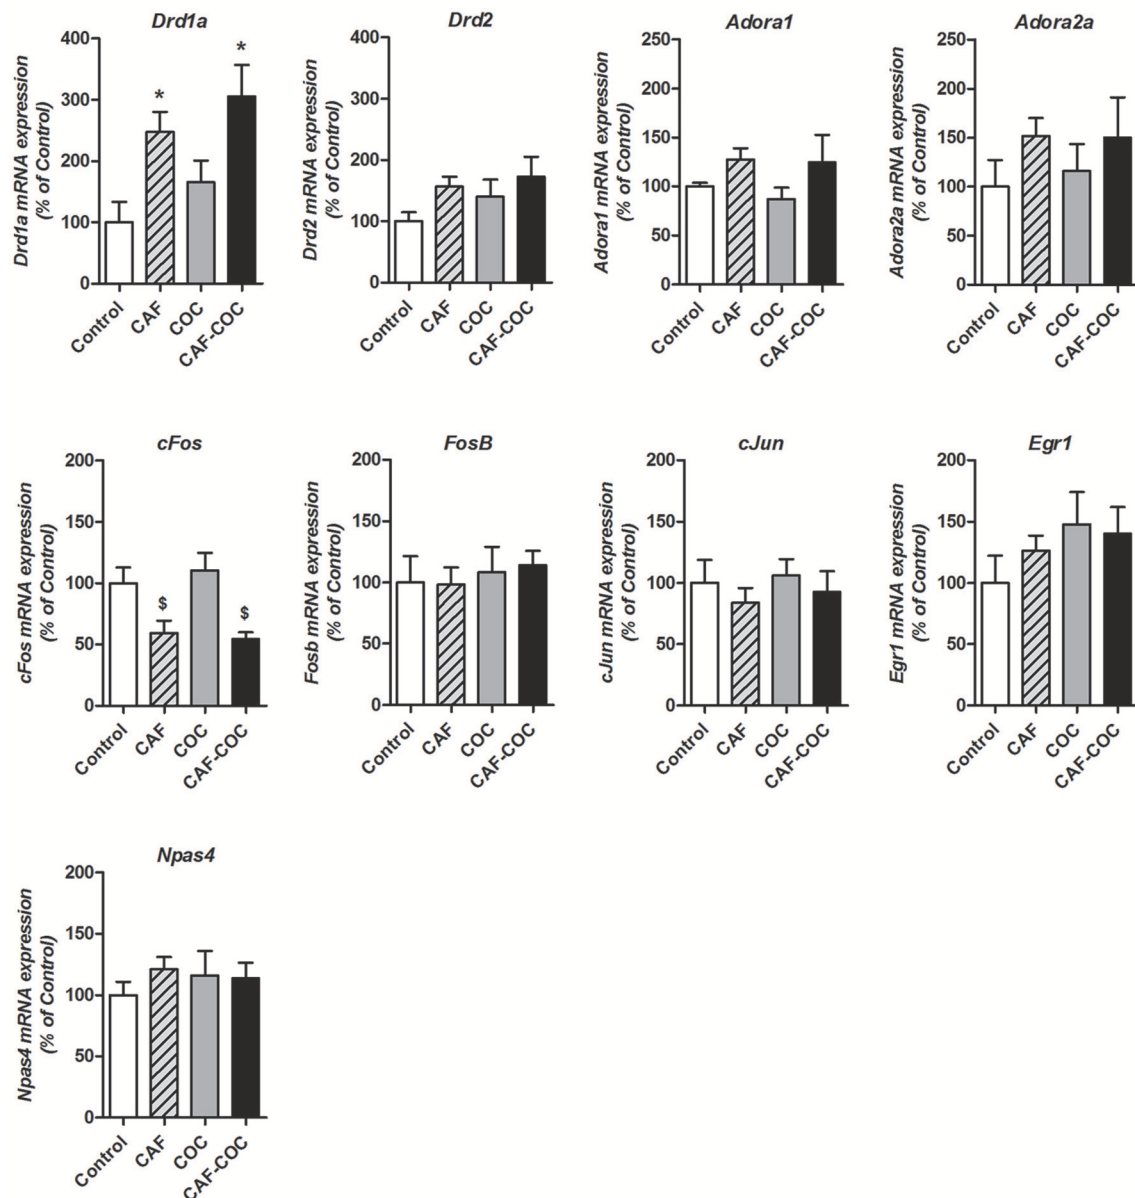 Drd1a
Drd1a mRNA expression
(% of Control)
400
300
200
100
0
*
*
Control
CAF
COC
CAF-COC
Drd2
Drd2 mRNA expression
(% of Control)
400
300
200
100
0
Control
CAF
COC
CAF-COC
Adora1
Adora1 mRNA expression
(% of Control)
250
200
150
100
50
0
Control
CAF
COC
CAF-COC
Adora2a
Adora2a mRNA expression
(% of Control)
250
200
150
100
50
0
Control
CAF
COC
CAF-COC
cFos
cFos mRNA expression
(% of Control)
200
150
100
50
0
$
$
Control
CAF
COC
CAF-COC
FosB
Fosb mRNA expression
(% of Control)
200
150
100
50
0
Control
CAF
COC
CAF-COC
cJun
cJun mRNA expression
(% of Control)
200
150
100
50
0
Control
CAF
COC
CAF-COC
Egr1
Egr1 mRNA expression
(% of Control)
200
150
100
50
0
Control
CAF
COC
CAF-COC
Npas4
Npas4 mRNA expression
(% of Control)
200
150
100
50
0
Control
CAF
COC
CAF-COC